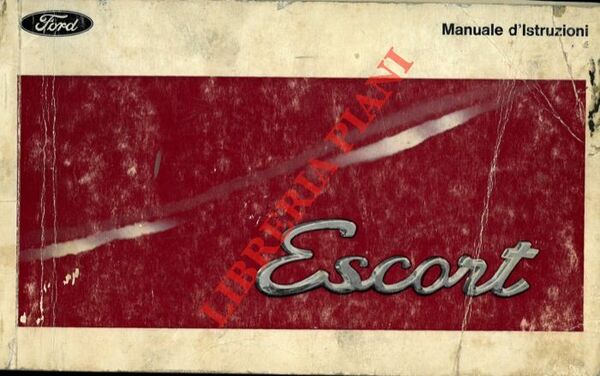 Ford
Manuale d'Istruzioni
LIBRERIA PIANI
Escort